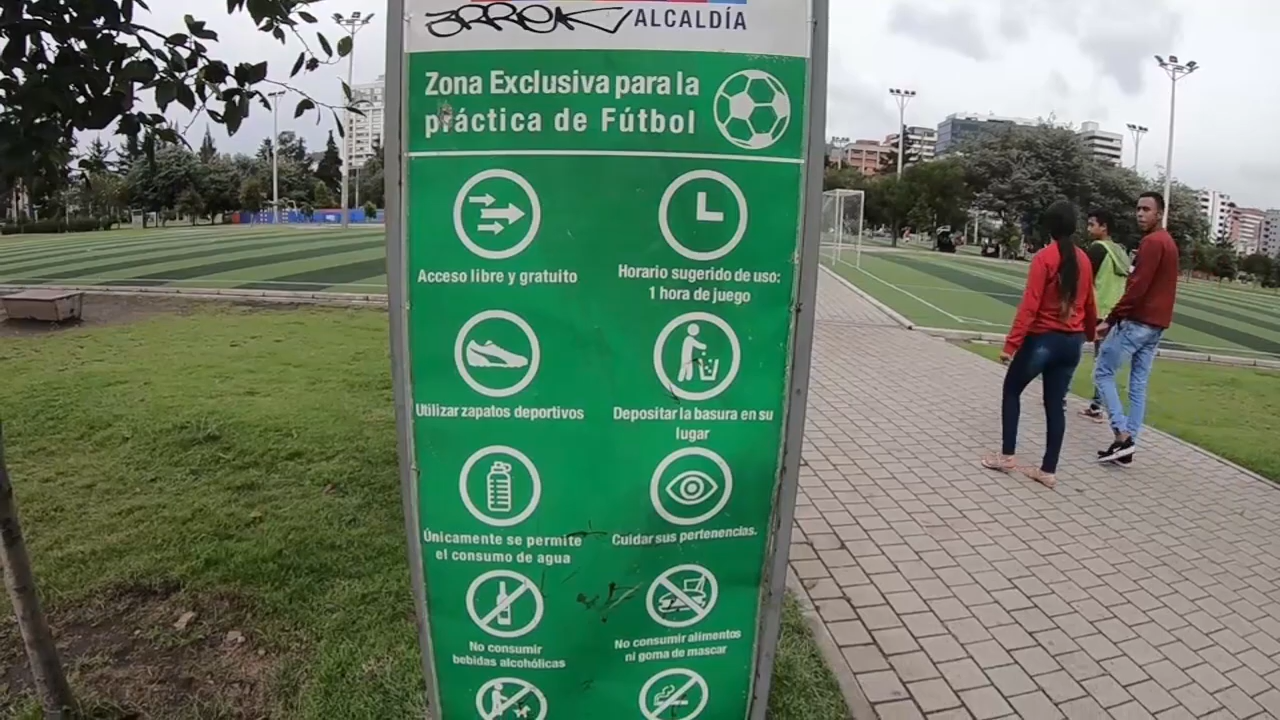 ALCALDÍA
Zona Exclusiva para la
práctica de Fútbol
Acceso libre y gratuito
Horario sugerido de uso:
1 hora de juego
Utilizar zapatos deportivos
Depositar la basura en su
lugar
Únicamente se permite
el consumo de agua
Cuidar sus pertenencias.
No consumir
bebidas alcohólicas
No consumir alimentos
ni goma de mascar